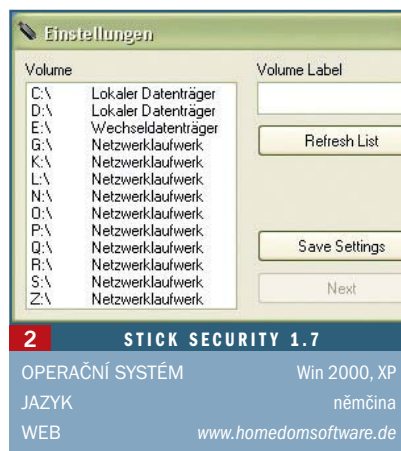 Einstellungen
Volume Volume Label
C:\ Lokaler Datenträger
D:\ Lokaler Datenträger
E:\ Wechseldatenträger
G:\ Netzwerklaufwerk
K:\ Netzwerklaufwerk
L:\ Netzwerklaufwerk
N:\ Netzwerklaufwerk
O:\ Netzwerklaufwerk
P:\ Netzwerklaufwerk
Q:\ Netzwerklaufwerk
R:\ Netzwerklaufwerk
S:\ Netzwerklaufwerk
Z:\ Netzwerklaufwerk
Refresh List
Save Settings
Next
2 STICK SECURITY 1.7
OPERAČNÍ SYSTÉM Win 2000, XP
JAZYK němčina
WEB www.homedomsoftware.de